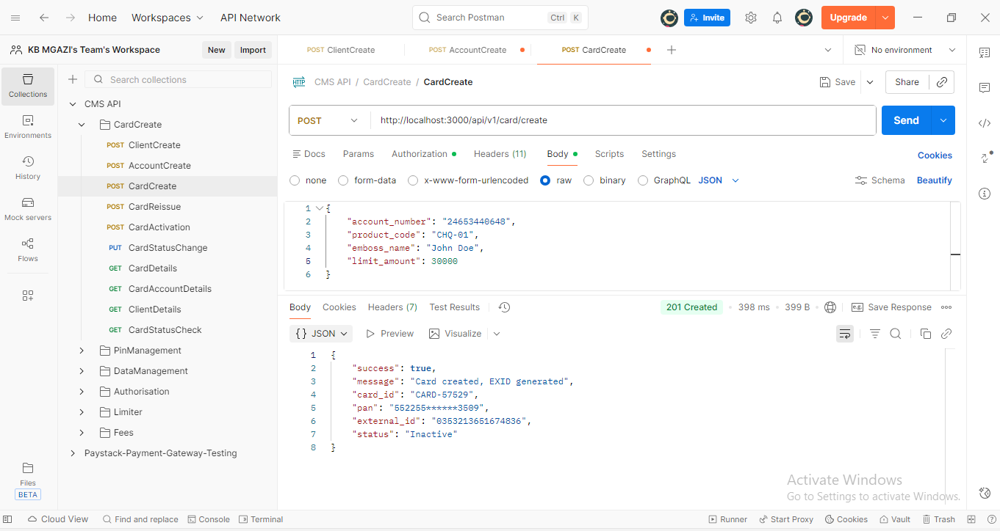 Home Workspaces API Network Search Postman Ctrl K Invite Upgrade
KB MGAZI's Team's Workspace New Import POST ClientCreate POST AccountCreate POST CardCreate No environment
Collections
Environments
History
Mock servers
Flows
Files
BETA
Search collections
CMS API
CardCreate
POST ClientCreate
POST AccountCreate
POST CardCreate
POST CardReissue
POST CardActivation
PUT CardStatusChange
GET CardDetails
GET CardAccountDetails
GET ClientDetails
GET CardStatusCheck
PinManagement
DataManagement
Authorisation
Limiter
Fees
Paystack-Payment-Gateway-Testing
HTTP CMS API / CardCreate / CardCreate Save Share
POST http://localhost:3000/api/v1/card/create Send
Docs Params Authorization Headers (11) Body Scripts Settings Cookies
none form-data x-www-form-urlencoded raw binary GraphQL JSON Schema Beautify
1 {
2 "account_number": "24653440648",
3 "product_code": "CHQ-01",
4 "emboss_name": "John Doe",
5 "limit_amount": 30000
6 }
Body Cookies Headers (7) Test Results 201 Created 398 ms 399 B e.g. Save Response
{} JSON Preview Visualize
1 {
2 "success": true,
3 "message": "Card created, EXID generated",
4 "card_id": "CARD-57529",
5 "pan": "552255******3509",
6 "external_id": "0353213651674836",
7 "status": "Inactive"
8 }
Activate Windows
Go to Settings to activate Windows.
Cloud View Find and replace Console Terminal Runner Start Proxy Cookies Vault Trash